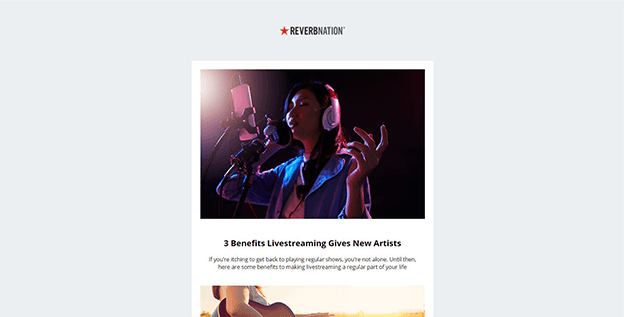 REVERBNATION
3 Benefits Livestreaming Gives New Artists
If you're itching to get back to playing regular shows, you're not alone. Until then,
here are some benefits to making livestreaming a regular part of your life